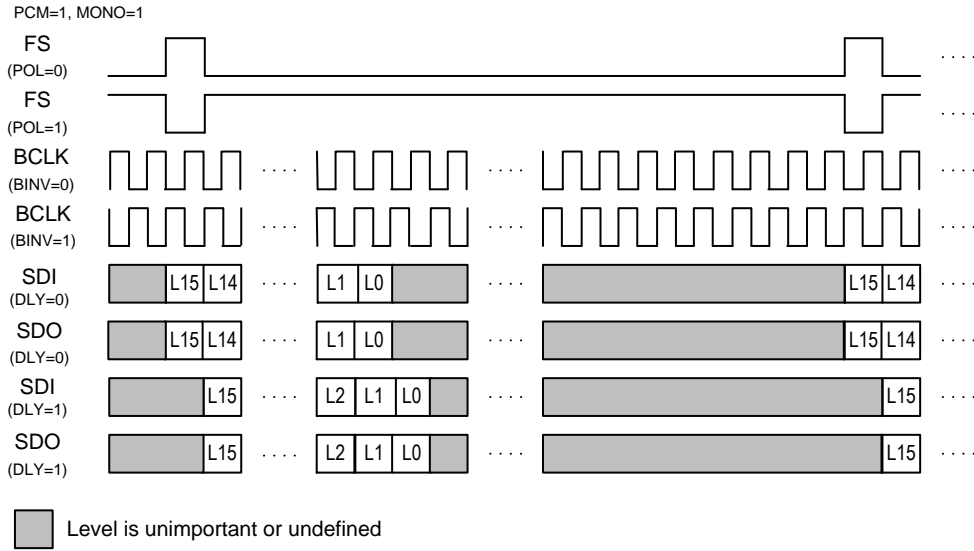 PCM=1, MONO=1
FS
(POL=0)
. . . .
FS
(POL=1)
. . . .
BCLK
(BINV=0)
. . . . . . . . . . . .
BCLK
(BINV=1)
. . . . . . . . . . . .
SDI
(DLY=0)
L15 L14 . . . . L1 L0 . . . . L15 L14 . . . .
SDO
(DLY=0)
L15 L14 . . . . L1 L0 . . . . L15 L14 . . . .
SDI
(DLY=1)
L15 . . . . L2 L1 L0 . . . . L15 . . . .
SDO
(DLY=1)
L15 . . . . L2 L1 L0 . . . . L15 . . . .
Level is unimportant or undefined